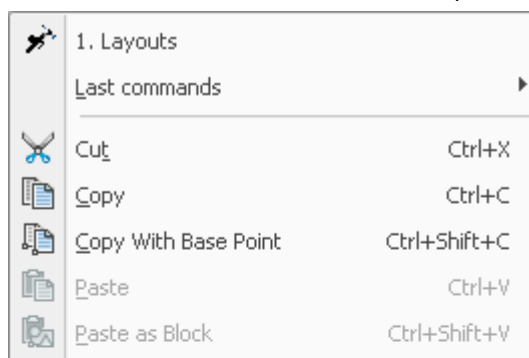 1. Layouts
Last commands
Cut Ctrl+X
Copy Ctrl+C
Copy With Base Point Ctrl+Shift+C
Paste Ctrl+V
Paste as Block Ctrl+Shift+V